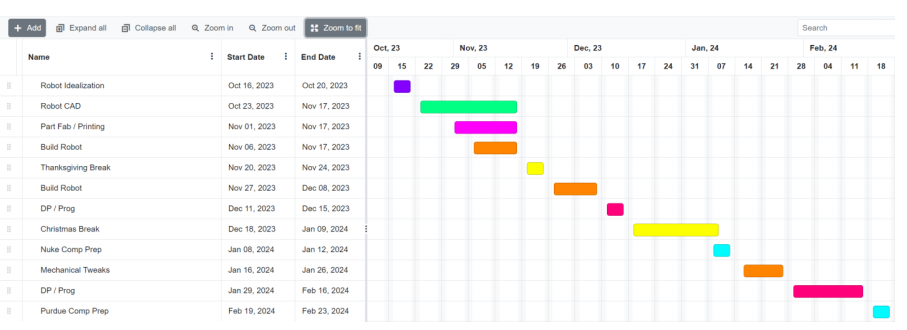 + Add Expand all Collapse all Zoom in Zoom out Zoom to fit Search
Oct, 23 Nov, 23 Dec, 23 Jan, 24 Feb, 24
Name Start Date End Date
09 15 22 29 05 12 19 26 03 10 17 24 31 07 14 21 28 04 11 18
Robot Idealization Oct 16, 2023 Oct 20, 2023
Robot CAD Oct 23, 2023 Nov 17, 2023
Part Fab / Printing Nov 01, 2023 Nov 17, 2023
Build Robot Nov 06, 2023 Nov 17, 2023
Thanksgiving Break Nov 20, 2023 Nov 24, 2023
Build Robot Nov 27, 2023 Dec 08, 2023
DP / Prog Dec 11, 2023 Dec 15, 2023
Christmas Break Dec 18, 2023 Jan 09, 2024
Nuke Comp Prep Jan 08, 2024 Jan 12, 2024
Mechanical Tweaks Jan 16, 2024 Jan 26, 2024
DP / Prog Jan 29, 2024 Feb 16, 2024
Purdue Comp Prep Feb 19, 2024 Feb 23, 2024